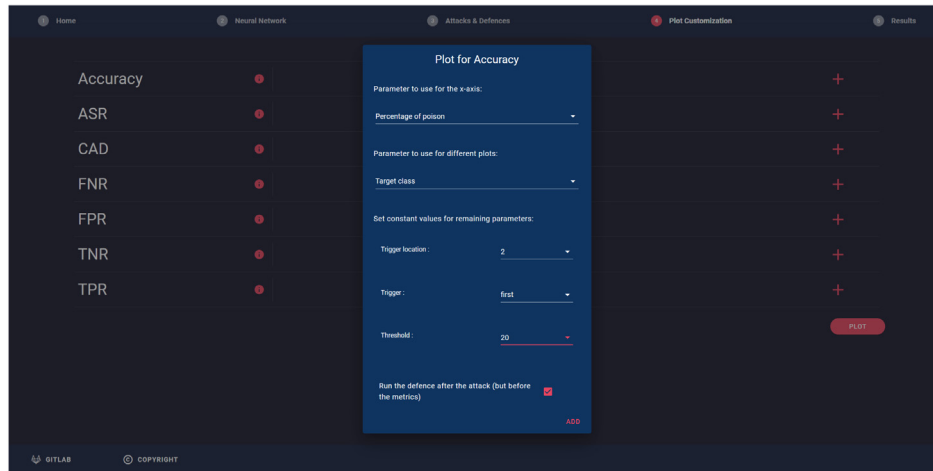 1 Home
2 Neural Network
3 Attacks & Defences
4 Plot Customization
5 Results
Plot for Accuracy
Accuracy
ASR
CAD
FNR
FPR
TNR
TPR
Parameter to use for the x-axis:
Percentage of poison
Parameter to use for different plots:
Target class
Set constant values for remaining parameters:
Trigger location : 2
Trigger : first
Threshold : 20
Run the defence after the attack (but before
the metrics)
ADD
PLOT
GITLAB
© COPYRIGHT